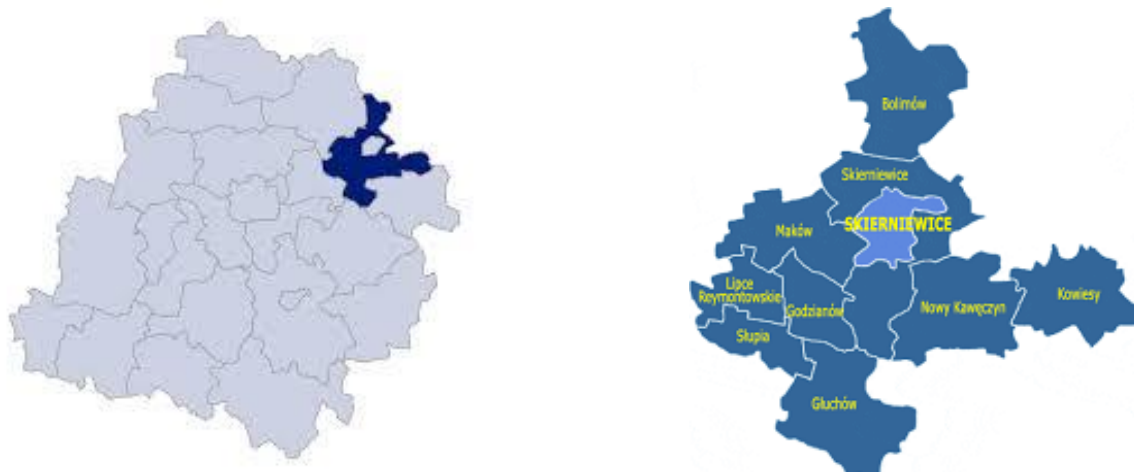 Bolimów
Skierniewice
SKIERNIEWICE
Maków
Lipce
Reymontowskie
Godzianów
Nowy Kawęczyn
Kowiesy
Słupia
Głuchów